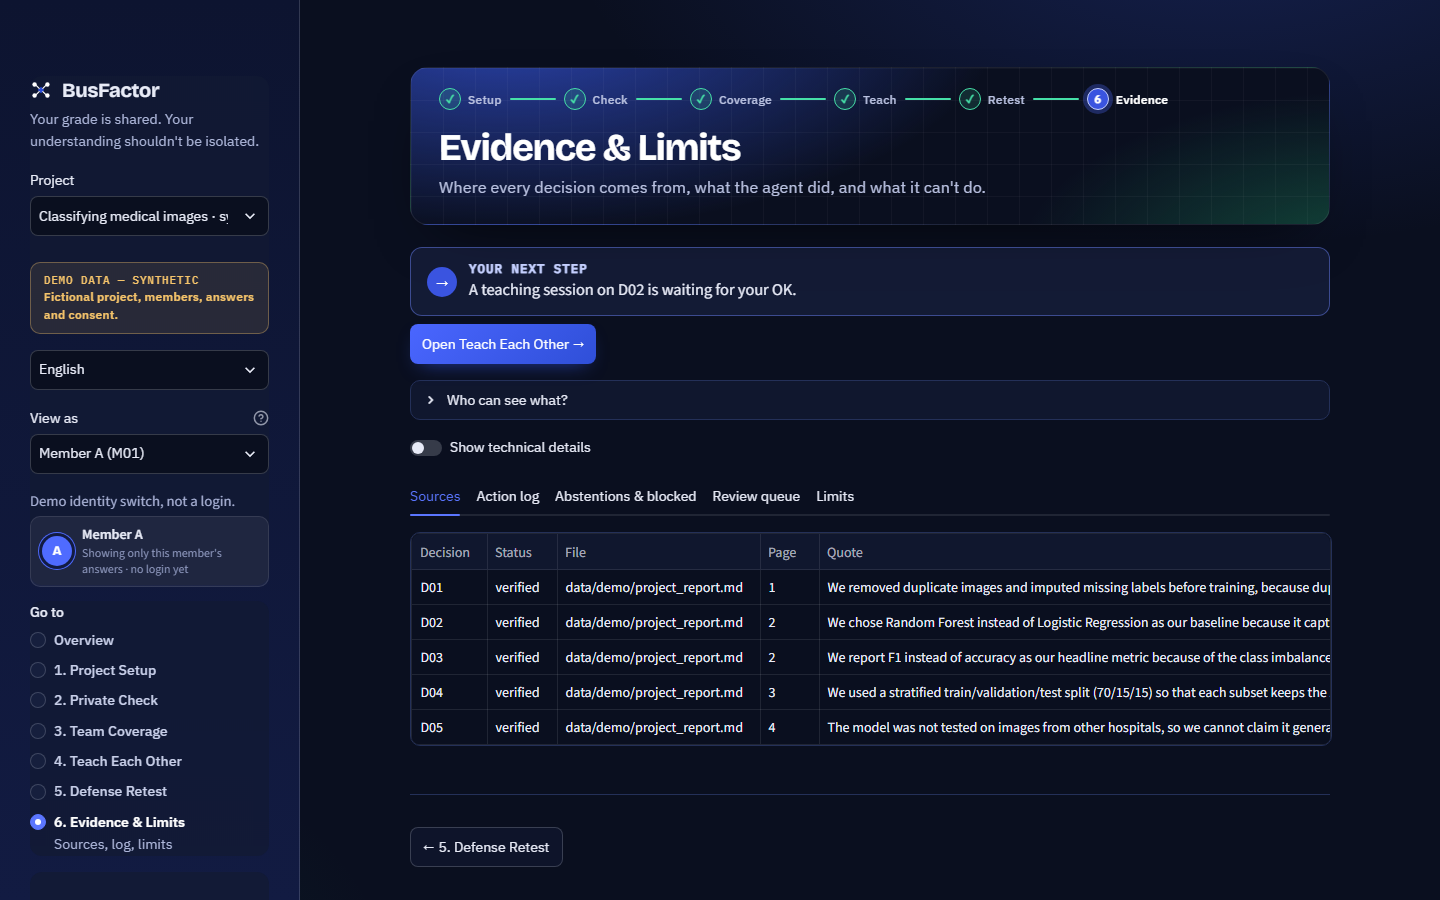 BusFactor
Your grade is shared. Your
understanding shouldn't be isolated.
Project
Classifying medical images ·
DEMO DATA — SYNTHETIC
Fictional project, members, answers
and consent.
English
View as
Member A (M01)
Demo identity switch, not a login.
A
Member A
Showing only this member's
answers · no login yet
Go to
Overview
1. Project Setup
2. Private Check
3. Team Coverage
4. Teach Each Other
5. Defense Retest
6. Evidence & Limits
Sources, log, limits
✓ Setup ✓ Check ✓ Coverage ✓ Teach ✓ Retest 6 Evidence
Evidence & Limits
Where every decision comes from, what the agent did, and what it can't do.
→ YOUR NEXT STEP
A teaching session on D02 is waiting for your OK.
Open Teach Each Other →
Who can see what?
Show technical details
Sources Action log Abstentions & blocked Review queue Limits
Decision Status File Page Quote
D01 verified data/demo/project_report.md 1 We removed duplicate images and imputed missing labels before training, because
D02 verified data/demo/project_report.md 2 We chose Random Forest instead of Logistic Regression as our baseline because it capt
D03 verified data/demo/project_report.md 2 We report F1 instead of accuracy as our headline metric because of the class imbalance
D04 verified data/demo/project_report.md 3 We used a stratified train/validation/test split (70/15/15) so that each subset keeps the
D05 verified data/demo/project_report.md 4 The model was not tested on images from other hospitals, so we cannot claim it genera
← 5. Defense Retest